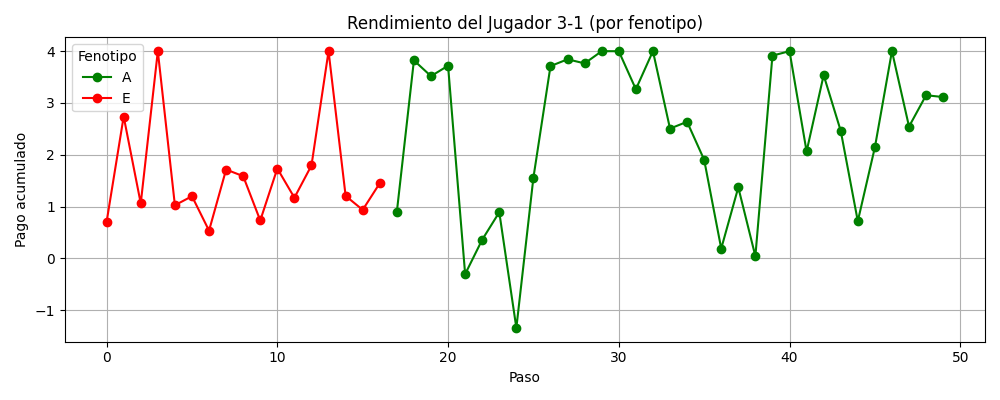 Rendimiento del Jugador 3-1 (por fenotipo)
Pago acumulado
4
3
2
1
0
−1
Fenotipo
A
E
0
10
20
30
40
50
Paso